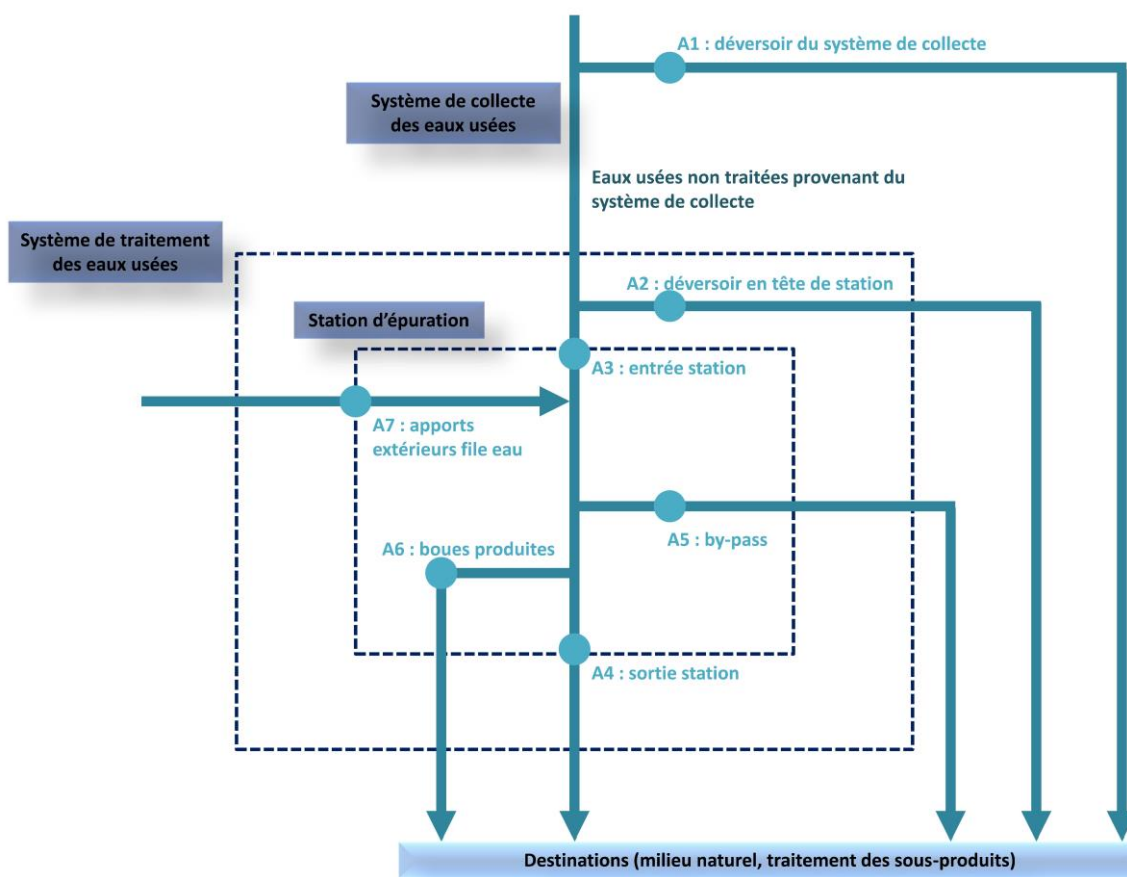 A1 : déversoir du système de collecte
Système de collecte
des eaux usées
Eaux usées non traitées provenant du
système de collecte
Système de traitement
des eaux usées
A2 : déversoir en tête de station
Station d'épuration
A3 : entrée station
A7 : apports
extérieurs file eau
A5 : by-pass
A6 : boues produites
A4 : sortie station
Destinations (milieu naturel, traitement des sous-produits)